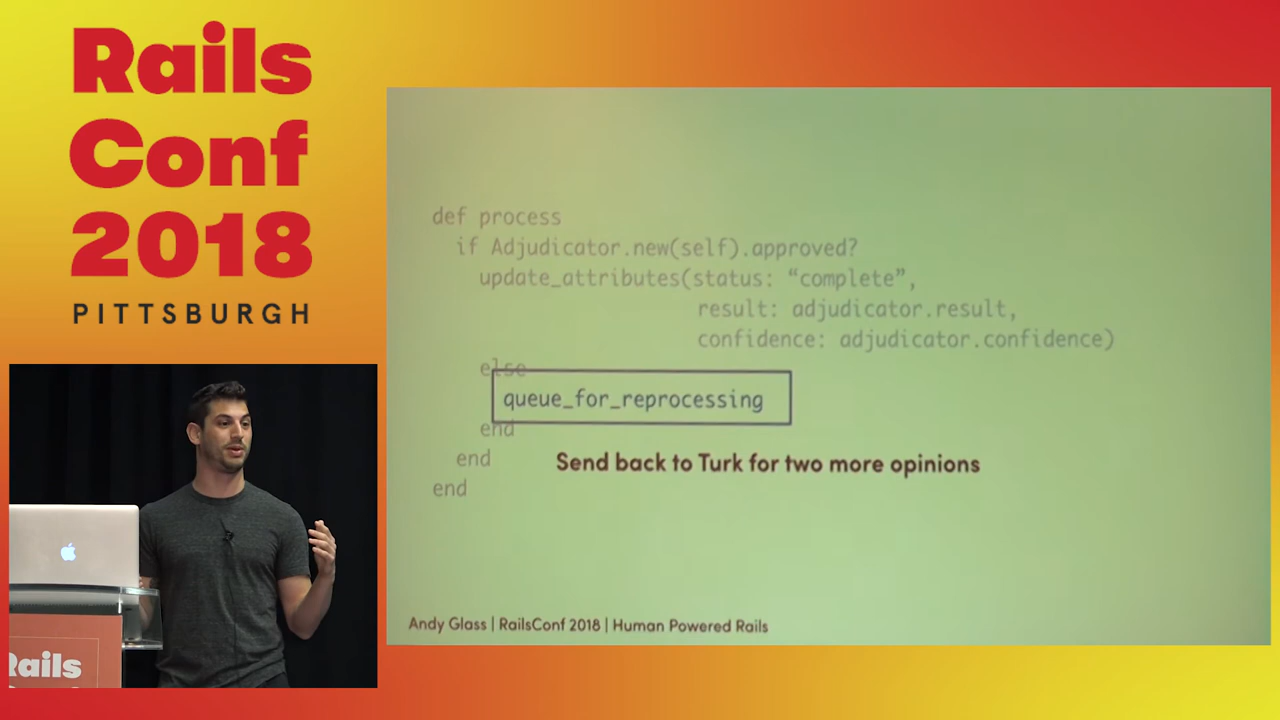 Rails
Conf
2018
PITTSBURGH
def process
if Adjudicator.new(self).approved?
update_attributes(status: “complete”,
result: adjudicator.result,
confidence: adjudicator.confidence)
else
queue_for_reprocessing
end
end
end
Send back to Turk for two more opinions
Andy Glass | RailsConf 2018 | Human Powered Rails
Rails